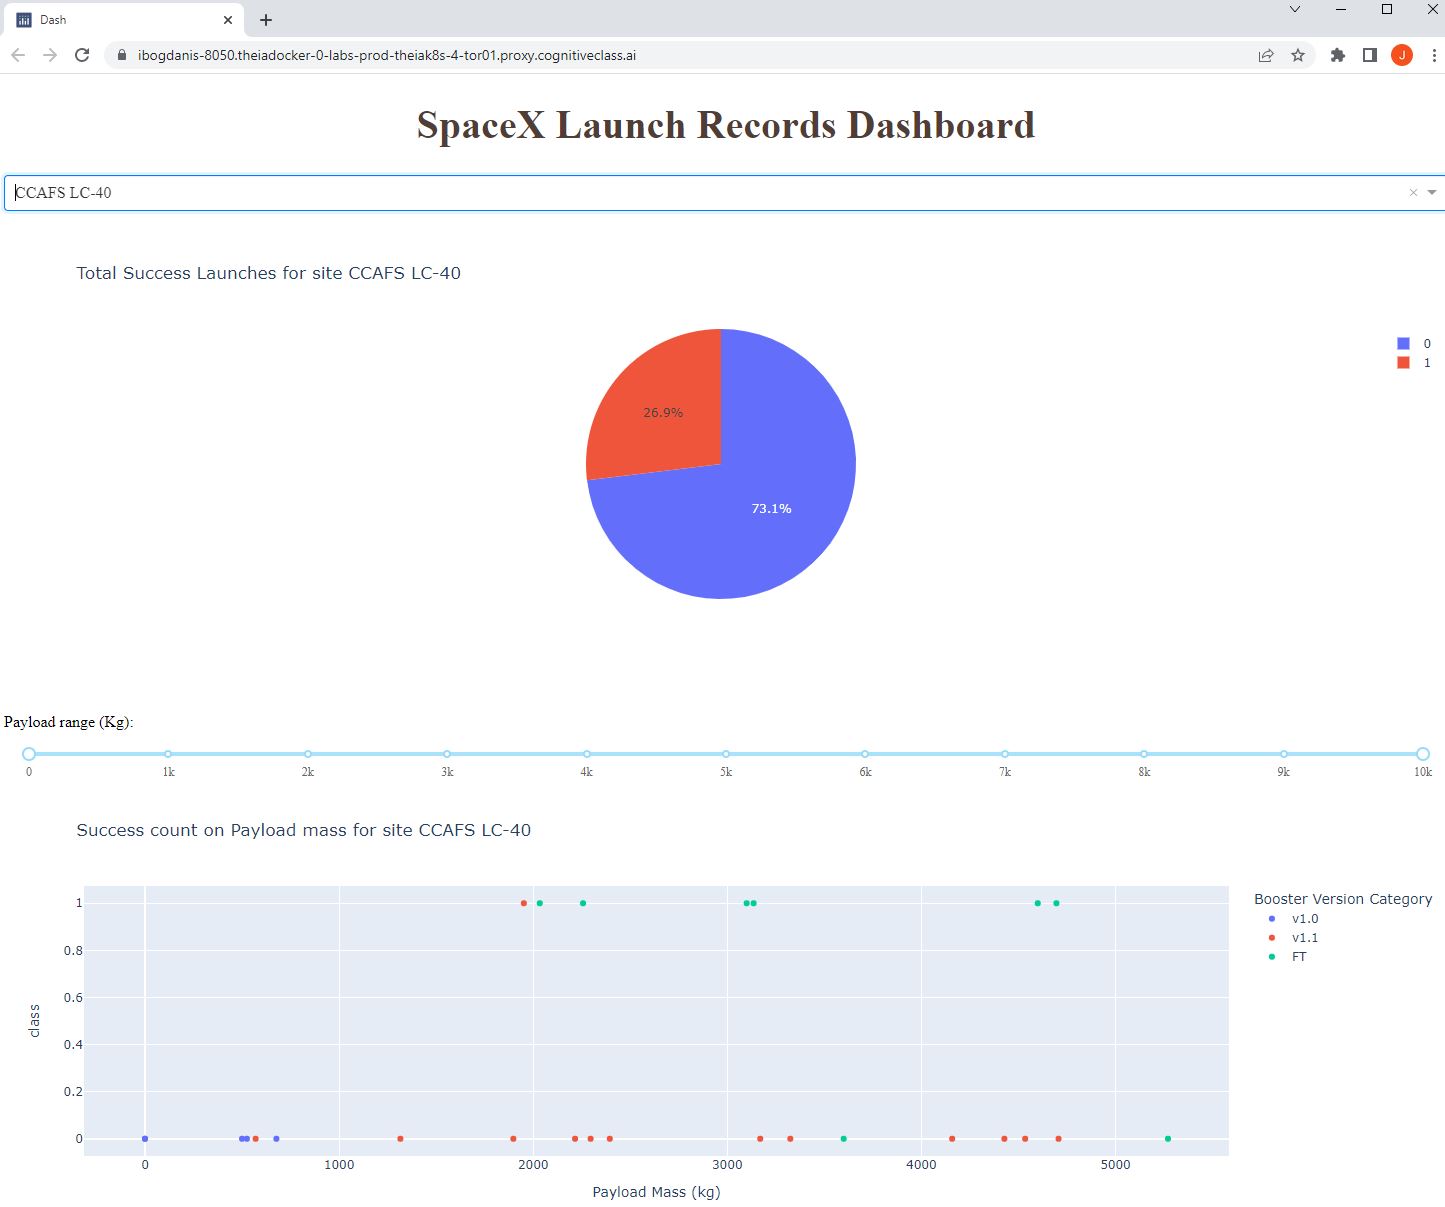 Dash
ibogdanis-8050.theiadocker-0-labs-prod-theiak8s-4-tor01.proxy.cognitiveclass.ai
J
SpaceX Launch Records Dashboard
CCAFS LC-40
Total Success Launches for site CCAFS LC-40
0
1
26.9%
73.1%
Payload range (Kg):
0 1k 2k 3k 4k 5k 6k 7k 8k 9k 10k
Success count on Payload mass for site CCAFS LC-40
1
0.8
0.6
0.4
0.2
0
class
0 1000 2000 3000 4000 5000
Payload Mass (kg)
Booster Version Category
v1.0
v1.1
FT